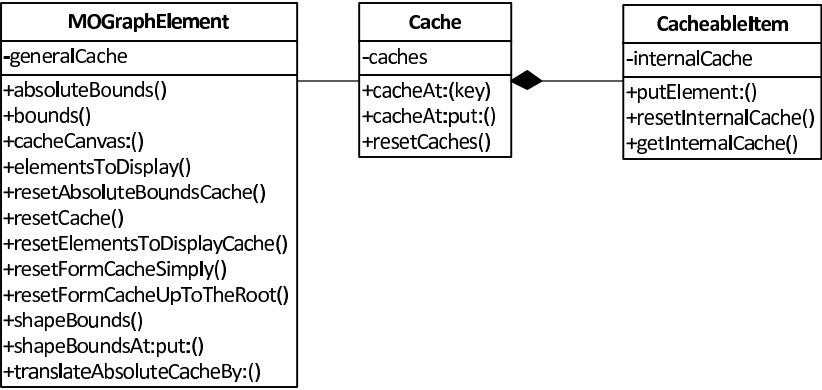 MOGraphElement
-generalCache
+absoluteBounds()
+bounds()
+cacheCanvas:()
+elementsToDisplay()
+resetAbsoluteBoundsCache()
+resetCache()
+resetElementsToDisplayCache()
+resetFormCacheSimply()
+resetFormCacheUpToTheRoot()
+shapeBounds()
+shapeBoundsAt:put:()
+translateAbsoluteCacheBy:()
Cache
-caches
+cacheAt:(key)
+cacheAt:put:()
+resetCaches()
CacheableItem
-internalCache
+putElement:()
+resetInternalCache()
+getInternalCache()